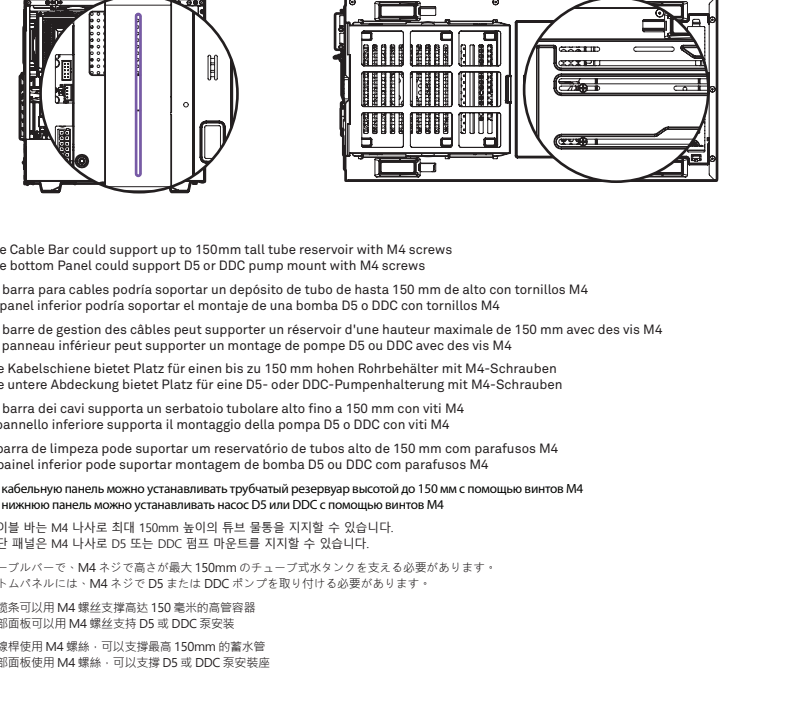 e Cable Bar could support up to 150mm tall tube reservoir with M4 screws
e bottom Panel could support D5 or DDC pump mount with M4 screws
barra para cables podría soportar un depósito de tubo de hasta 150 mm de alto con tornillos M4
panel inferior podría soportar el montaje de una bomba D5 o DDC con tornillos M4
barre de gestion des câbles peut supporter un réservoir d'une hauteur maximale de 150 mm avec des vis M4
panneau inférieur peut supporter un montage de pompe D5 ou DDC avec des vis M4
e Kabelschiene bietet Platz für einen bis zu 150 mm hohen Rohrbehälter mit M4-Schrauben
e untere Abdeckung bietet Platz für eine D5- oder DDC-Pumpenhalterung mit M4-Schrauben
barra dei cavi supporta un serbatoio tubolare alto fino a 150 mm con viti M4
pannello inferiore supporta il montaggio della pompa D5 o DDC con viti M4
barra de limpeza pode suportar um reservatório de tubos alto de 150 mm com parafusos M4
painel inferior pode suportar montagem de bomba D5 ou DDC com parafusos M4
кабельную панель можно устанавливать трубчатый резервуар высотой до 150 мм с помощью винтов M4
нижнюю панель можно устанавливать насос D5 или DDC с помощью винтов M4
이블 바는 M4 나사로 최대 150mm 높이의 튜브 물통을 지지할 수 있습니다.
단 패널은 M4 나사로 D5 또는 DDC 펌프 마운트를 지지할 수 있습니다.
ーブルバーで、M4 ネジで高さが最大 150mm のチューブ式水タンクを支える必要があります。
トムパネルには、M4 ネジで D5 または DDC ポンプを取り付ける必要があります。
缆条可以用 M4 螺丝支撑高达 150 毫米的高管容器
部面板可以用 M4 螺丝支持 D5 或 DDC 泵安装
線桿使用 M4 螺絲，可以支撐最高 150mm 的蓄水管
部面板使用 M4 螺絲，可以支撐 D5 或 DDC 泵安裝座